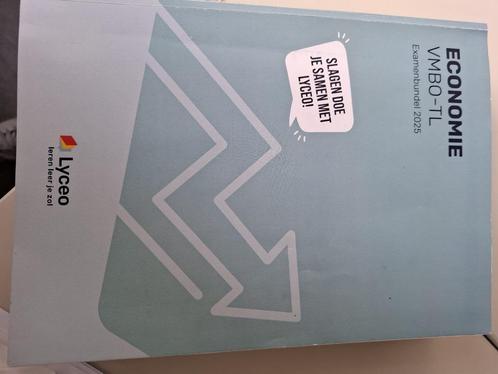 ECONOMIE
VMBO-TL
Examenbundel 2025
SLAGEN DOE
JE SAMEN MET
LYCEO!
Lyceo
leren leer je zo!